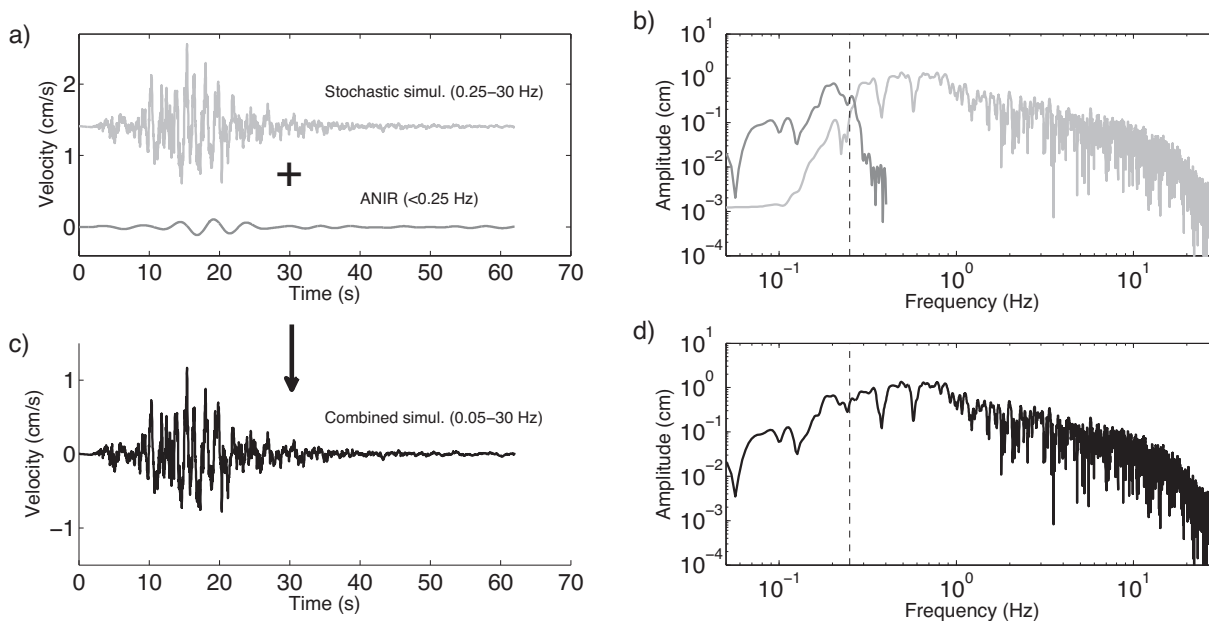 a)
2
1
0
Velocity (cm/s)
Stochastic simul. (0.25–30 Hz)
+
ANIR (<0.25 Hz)
0 10 20 30 40 50 60 70
Time (s)
b)
10^1
10^0
10^−1
10^−2
10^−3
10^−4
Amplitude (cm)
10^−1 10^0 10^1
Frequency (Hz)
c)
1
0
−1
Velocity (cm/s)
Combined simul. (0.05–30 Hz)
0 10 20 30 40 50 60 70
Time (s)
d)
10^1
10^0
10^−1
10^−2
10^−3
10^−4
Amplitude (cm)
10^−1 10^0 10^1
Frequency (Hz)